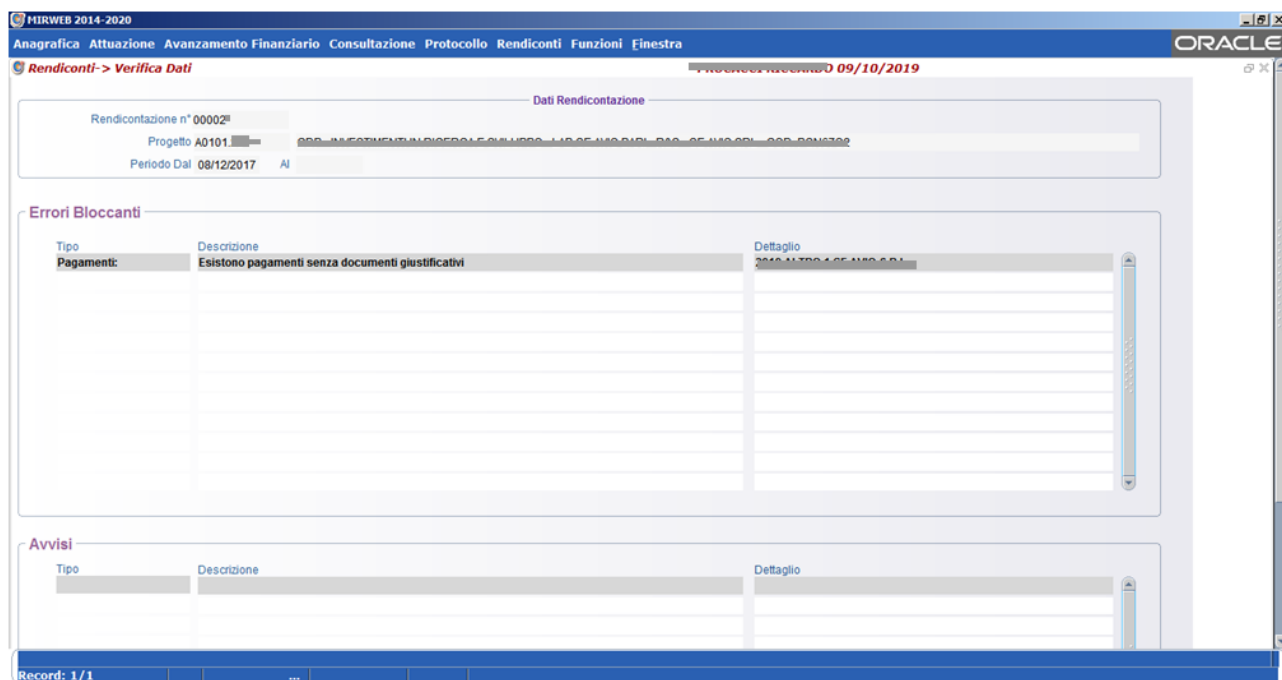 MIRWEB 2014-2020
Anagrafica Attuazione Avanzamento Finanziario Consultazione Protocollo Rendiconti Funzioni Finestra
ORACLE
Rendiconti-> Verifica Dati 09/10/2019
Dati Rendicontazione
Rendicontazione n° 00002
Progetto A0101.
Periodo Dal 08/12/2017 Al
Errori Bloccanti
Tipo Descrizione Dettaglio
Pagamenti: Esistono pagamenti senza documenti giustificativi
Avvisi
Tipo Descrizione Dettaglio
Record: 1/1 ...